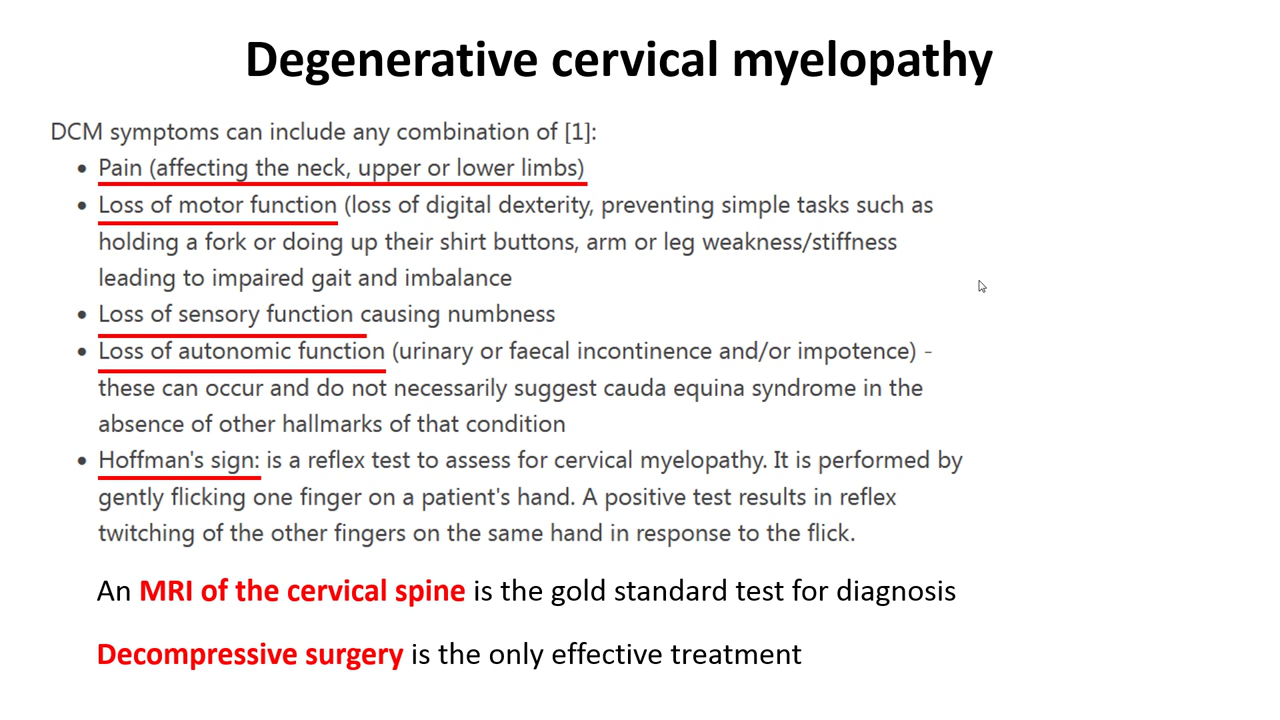 Degenerative cervical myelopathy
DCM symptoms can include any combination of [1]:
• Pain (affecting the neck, upper or lower limbs)
• Loss of motor function (loss of digital dexterity, preventing simple tasks such as
holding a fork or doing up their shirt buttons, arm or leg weakness/stiffness
leading to impaired gait and imbalance
• Loss of sensory function causing numbness
• Loss of autonomic function (urinary or faecal incontinence and/or impotence) -
these can occur and do not necessarily suggest cauda equina syndrome in the
absence of other hallmarks of that condition
• Hoffman's sign: is a reflex test to assess for cervical myelopathy. It is performed by
gently flicking one finger on a patient's hand. A positive test results in reflex
twitching of the other fingers on the same hand in response to the flick.
An MRI of the cervical spine is the gold standard test for diagnosis
Decompressive surgery is the only effective treatment